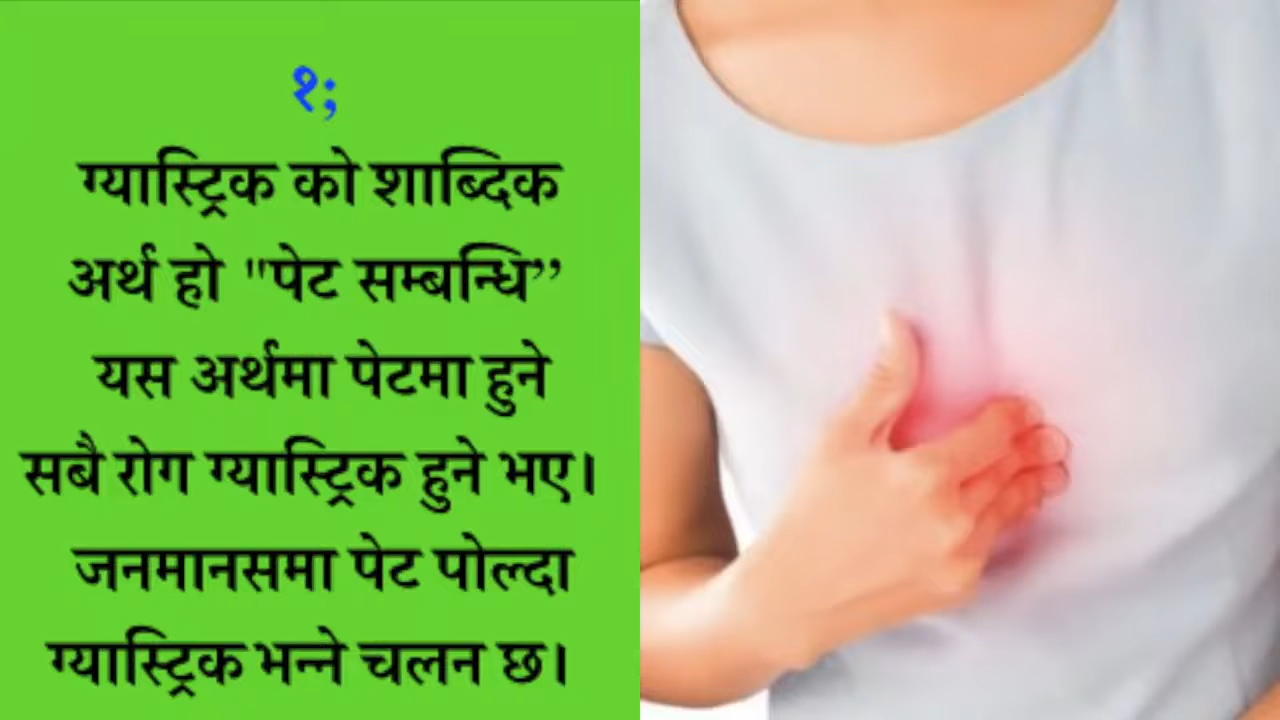 १;
ग्यास्ट्रिक को शाब्दिक
अर्थ हो "पेट सम्बन्धि”
यस अर्थमा पेटमा हुने
सबै रोग ग्यास्ट्रिक हुने भए।
जनमानसमा पेट पोल्दा
ग्यास्ट्रिक भन्ने चलन छ।